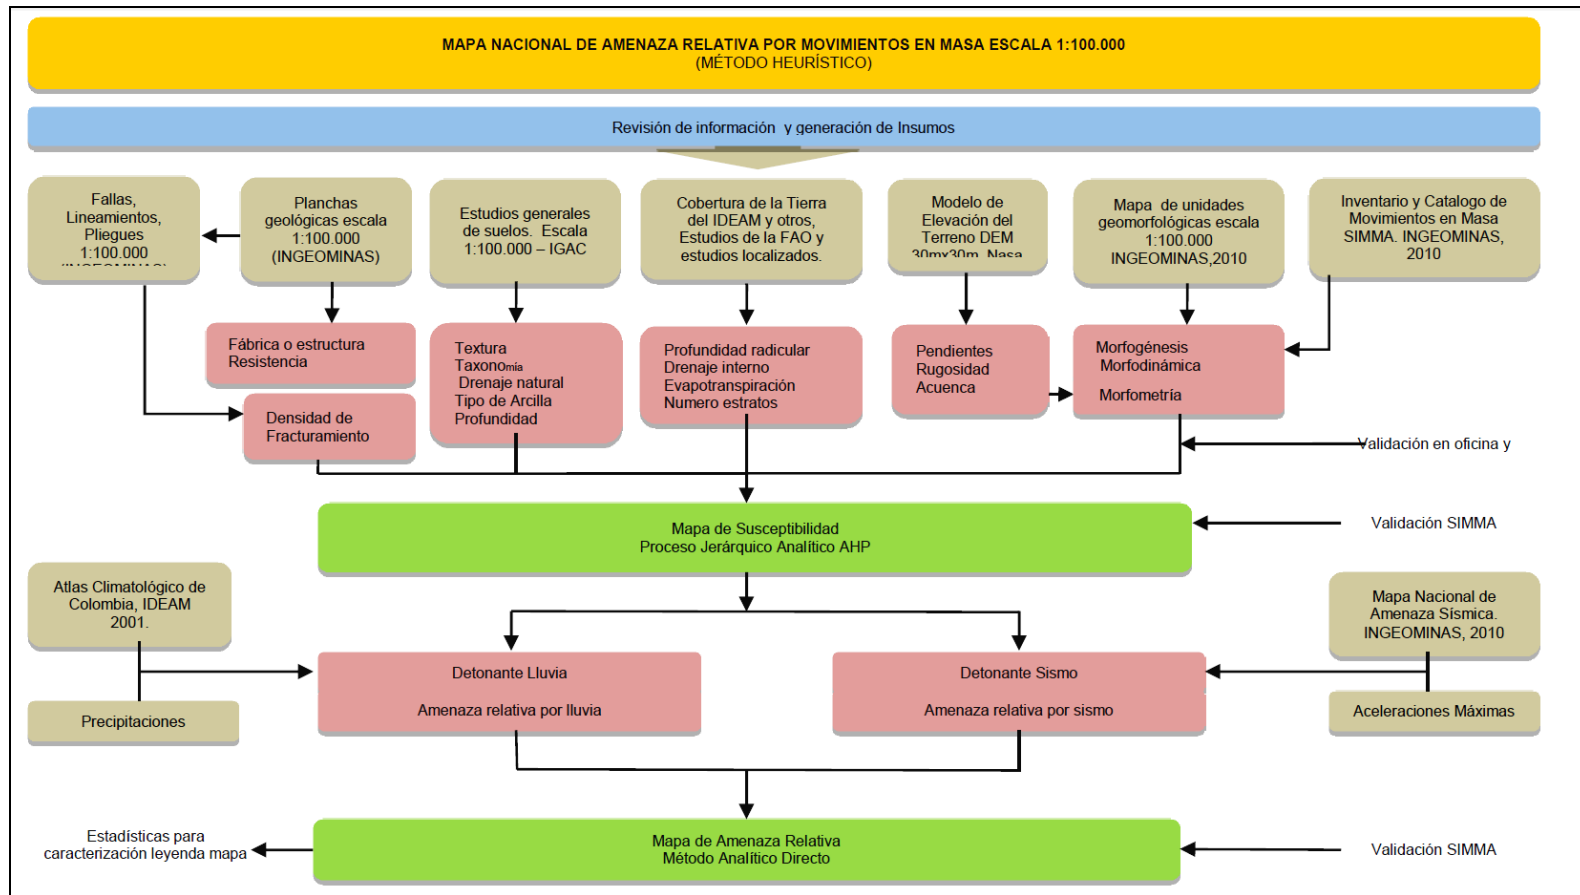 MAPA NACIONAL DE AMENAZA RELATIVA POR MOVIMIENTOS EN MASA ESCALA 1:100.000
(MÉTODO HEURÍSTICO)
Revisión de información y generación de Insumos
Fallas,
Lineamientos,
Pliegues
1:100.000
(INGEOMINAS)
Planchas
geológicas escala
1:100.000
(INGEOMINAS)
Estudios generales
de suelos. Escala
1:100.000 – IGAC
Cobertura de la Tierra
del IDEAM y otros,
Estudios de la FAO y
estudios localizados.
Modelo de
Elevación del
Terreno DEM
30mx30m. Nasa
Mapa de unidades
geomorfológicas escala
1:100.000
INGEOMINAS,2010
Inventario y Catalogo de
Movimientos en Masa
SIMMA. INGEOMINAS,
2010
Fábrica o estructura
Resistencia
Densidad de
Fracturamiento
Textura
Taxonomía
Drenaje natural
Tipo de Arcilla
Profundidad
Profundidad radicular
Drenaje interno
Evapotranspiración
Numero estratos
Pendientes
Rugosidad
Acuenca
Morfogénesis
Morfodinámica
Morfometría
Validación en oficina y
Mapa de Susceptibilidad
Proceso Jerárquico Analítico AHP
Validación SIMMA
Atlas Climatológico de
Colombia, IDEAM
2001.
Precipitaciones
Detonante Lluvia
Amenaza relativa por lluvia
Detonante Sismo
Amenaza relativa por sismo
Mapa Nacional de
Amenaza Sísmica.
INGEOMINAS, 2010
Aceleraciones Máximas
Estadísticas para
caracterización leyenda mapa
Mapa de Amenaza Relativa
Método Analítico Directo
Validación SIMMA